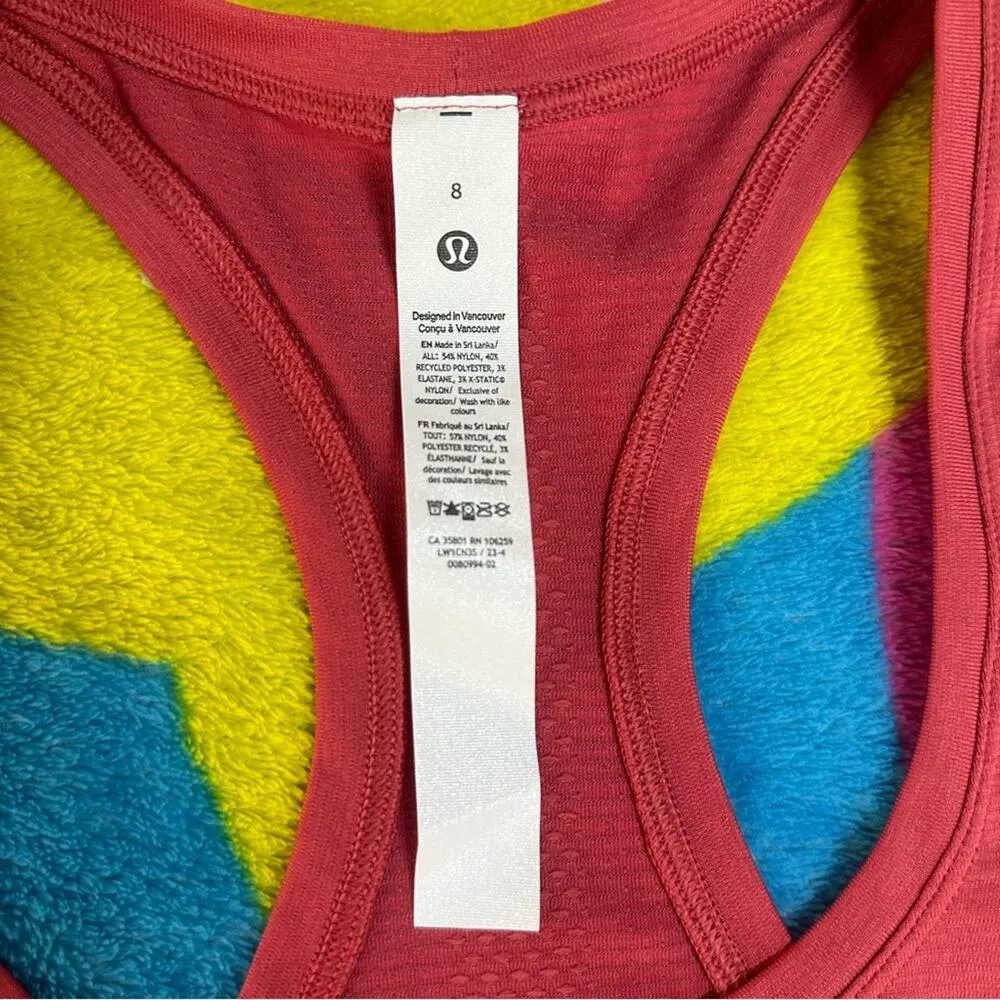 8
Designed in Vancouver
Conçu à Vancouver
EN Made in Sri Lanka/
ALL: 54% NYLON, 40%
RECYCLED POLYESTER, 3%
ELASTANE, 3% X-STATIC®
NYLON/ Exclusive of
decoration/ Wash with like
colours
FR Fabriqué au Sri Lanka/
TOUT: 57% NYLON, 40%
POLYESTER RECYCLÉ, 3%
ÉLASTHANNE/ Sauf la
décoration/ Lavage avec
des couleurs similaires
CA 35801 RN 106259
LW1CN3S / 23-4
0080994-02